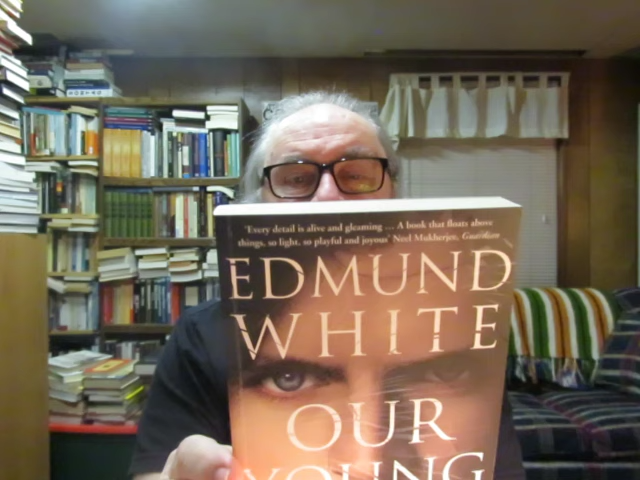 'Every detail is alive and gleaming ... A book that floats above
things, so light, so playful and joyous' Neel Mukherjee, Guardian
EDMUND
WHITE
OUR
YOUNG